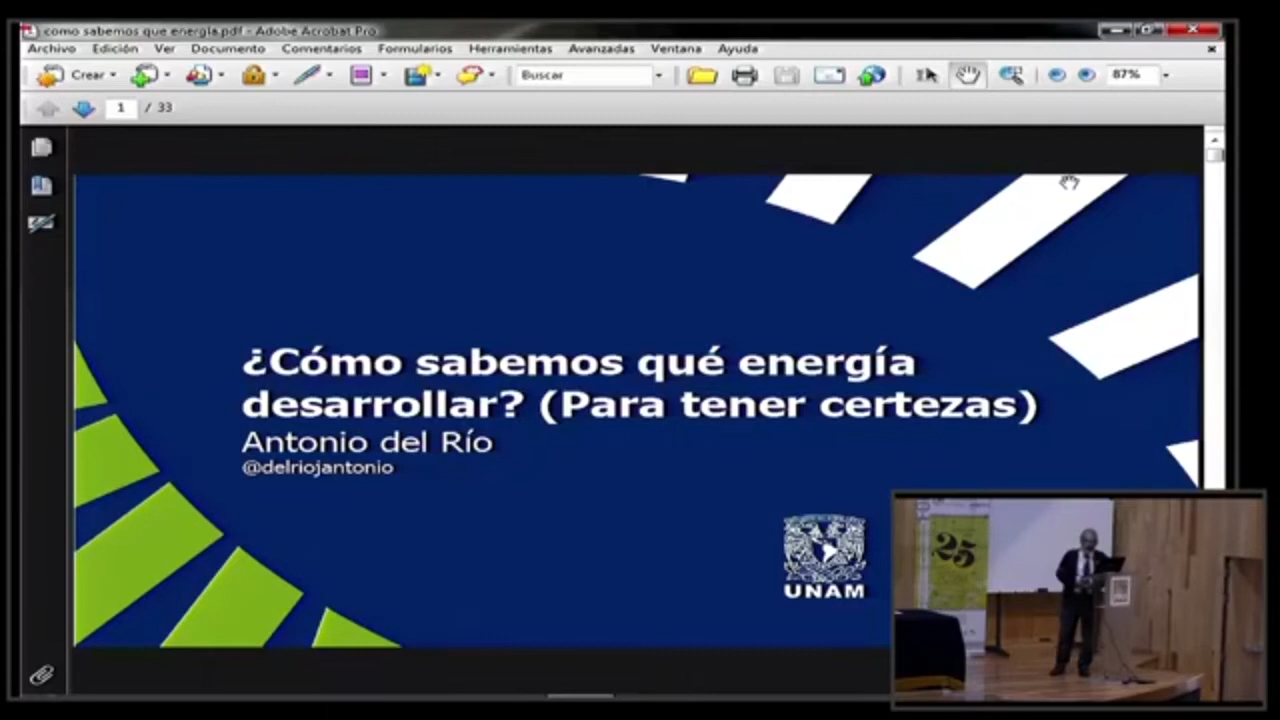 como sabemos que energia.pdf - Adobe Acrobat Pro
Archivo Edición Ver Documento Comentarios Formularios Herramientas Avanzadas Ventana Ayuda
Crear Buscar 87%
1 / 33
¿Cómo sabemos qué energía
desarrollar? (Para tener certezas)
Antonio del Río
@delriojantonio
UNAM
25